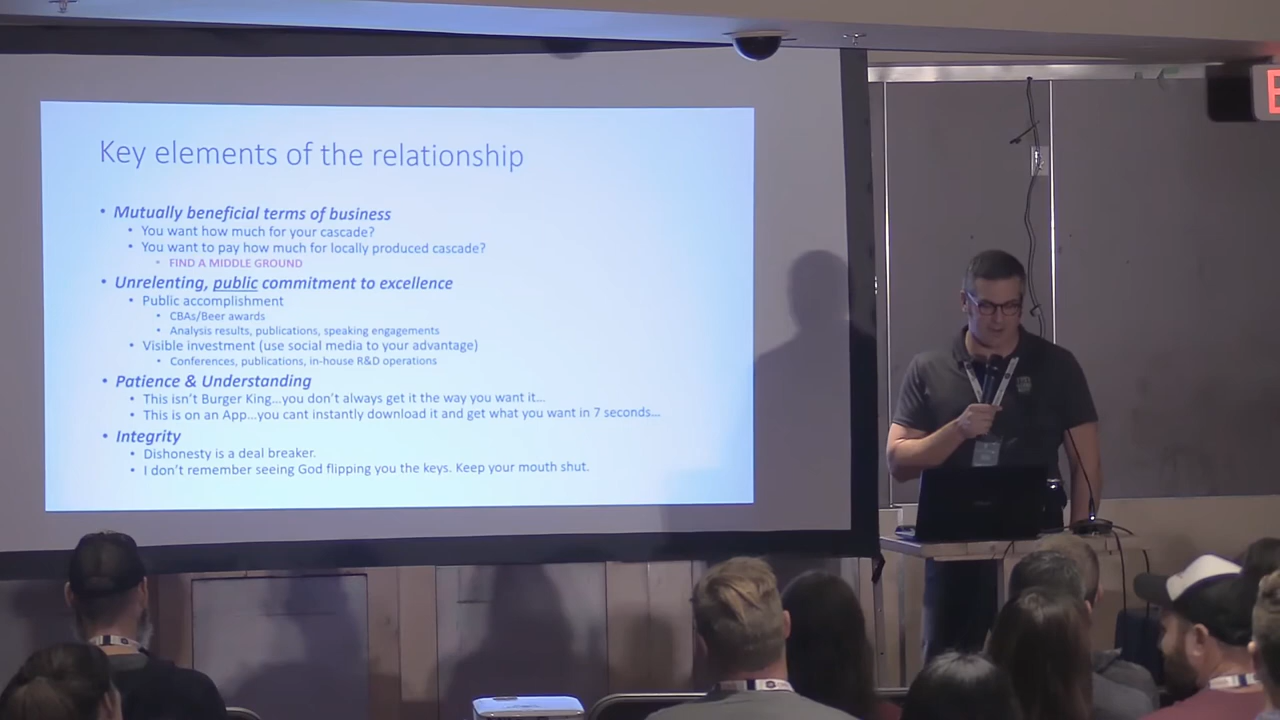 Key elements of the relationship
• Mutually beneficial terms of business
• You want how much for your cascade?
• You want to pay how much for locally produced cascade?
• FIND A MIDDLE GROUND
• Unrelenting, public commitment to excellence
• Public accomplishment
• CBAs/Beer awards
• Analysis results, publications, speaking engagements
• Visible investment (use social media to your advantage)
• Conferences, publications, in-house R&D operations
• Patience & Understanding
• This isn't Burger King...you don't always get it the way you want it...
• This is on an App...you cant instantly download it and get what you want in 7 seconds...
• Integrity
• Dishonesty is a deal breaker.
• I don't remember seeing God flipping you the keys. Keep your mouth shut.